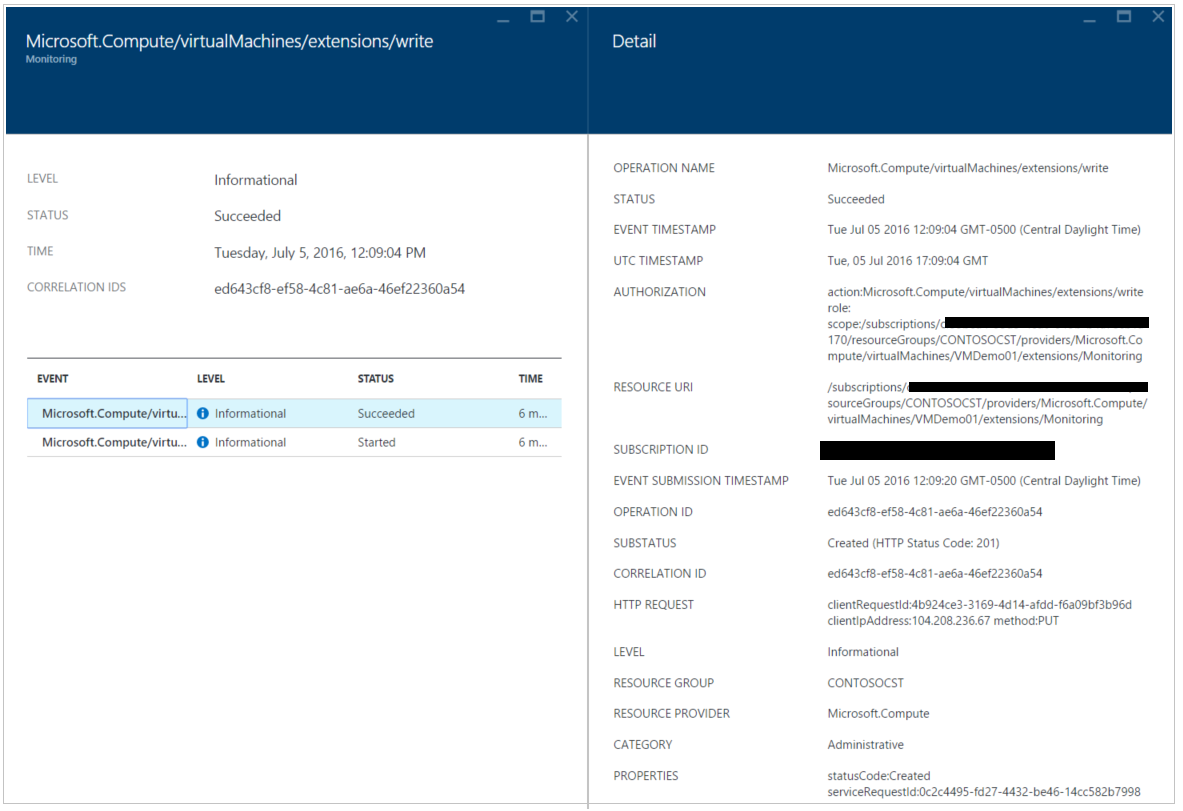 Microsoft.Compute/virtualMachines/extensions/write
Monitoring
LEVEL Informational
STATUS Succeeded
TIME Tuesday, July 5, 2016, 12:09:04 PM
CORRELATION IDS ed643cf8-ef58-4c81-ae6a-46ef22360a54
EVENT LEVEL STATUS TIME
Microsoft.Compute/virtu... Informational Succeeded 6 m...
Microsoft.Compute/virtu... Informational Started 6 m...
Detail
OPERATION NAME Microsoft.Compute/virtualMachines/extensions/write
STATUS Succeeded
EVENT TIMESTAMP Tue Jul 05 2016 12:09:04 GMT-0500 (Central Daylight Time)
UTC TIMESTAMP Tue, 05 Jul 2016 17:09:04 GMT
AUTHORIZATION action:Microsoft.Compute/virtualMachines/extensions/write
role:
scope:/subscriptions/
170/resourceGroups/CONTOSOCST/providers/Microsoft.Co
mpute/virtualMachines/VMDemo01/extensions/Monitoring
RESOURCE URI /subscriptions/
sourceGroups/CONTOSOCST/providers/Microsoft.Compute/
virtualMachines/VMDemo01/extensions/Monitoring
SUBSCRIPTION ID
EVENT SUBMISSION TIMESTAMP Tue Jul 05 2016 12:09:20 GMT-0500 (Central Daylight Time)
OPERATION ID ed643cf8-ef58-4c81-ae6a-46ef22360a54
SUBSTATUS Created (HTTP Status Code: 201)
CORRELATION ID ed643cf8-ef58-4c81-ae6a-46ef22360a54
HTTP REQUEST clientRequestId:4b924ce3-3169-4d14-afdd-f6a09bf3b96d
clientIpAddress:104.208.236.67 method:PUT
LEVEL Informational
RESOURCE GROUP CONTOSOCST
RESOURCE PROVIDER Microsoft.Compute
CATEGORY Administrative
PROPERTIES statusCode:Created
serviceRequestId:0c2c4495-fd27-4432-be46-14cc582b7998